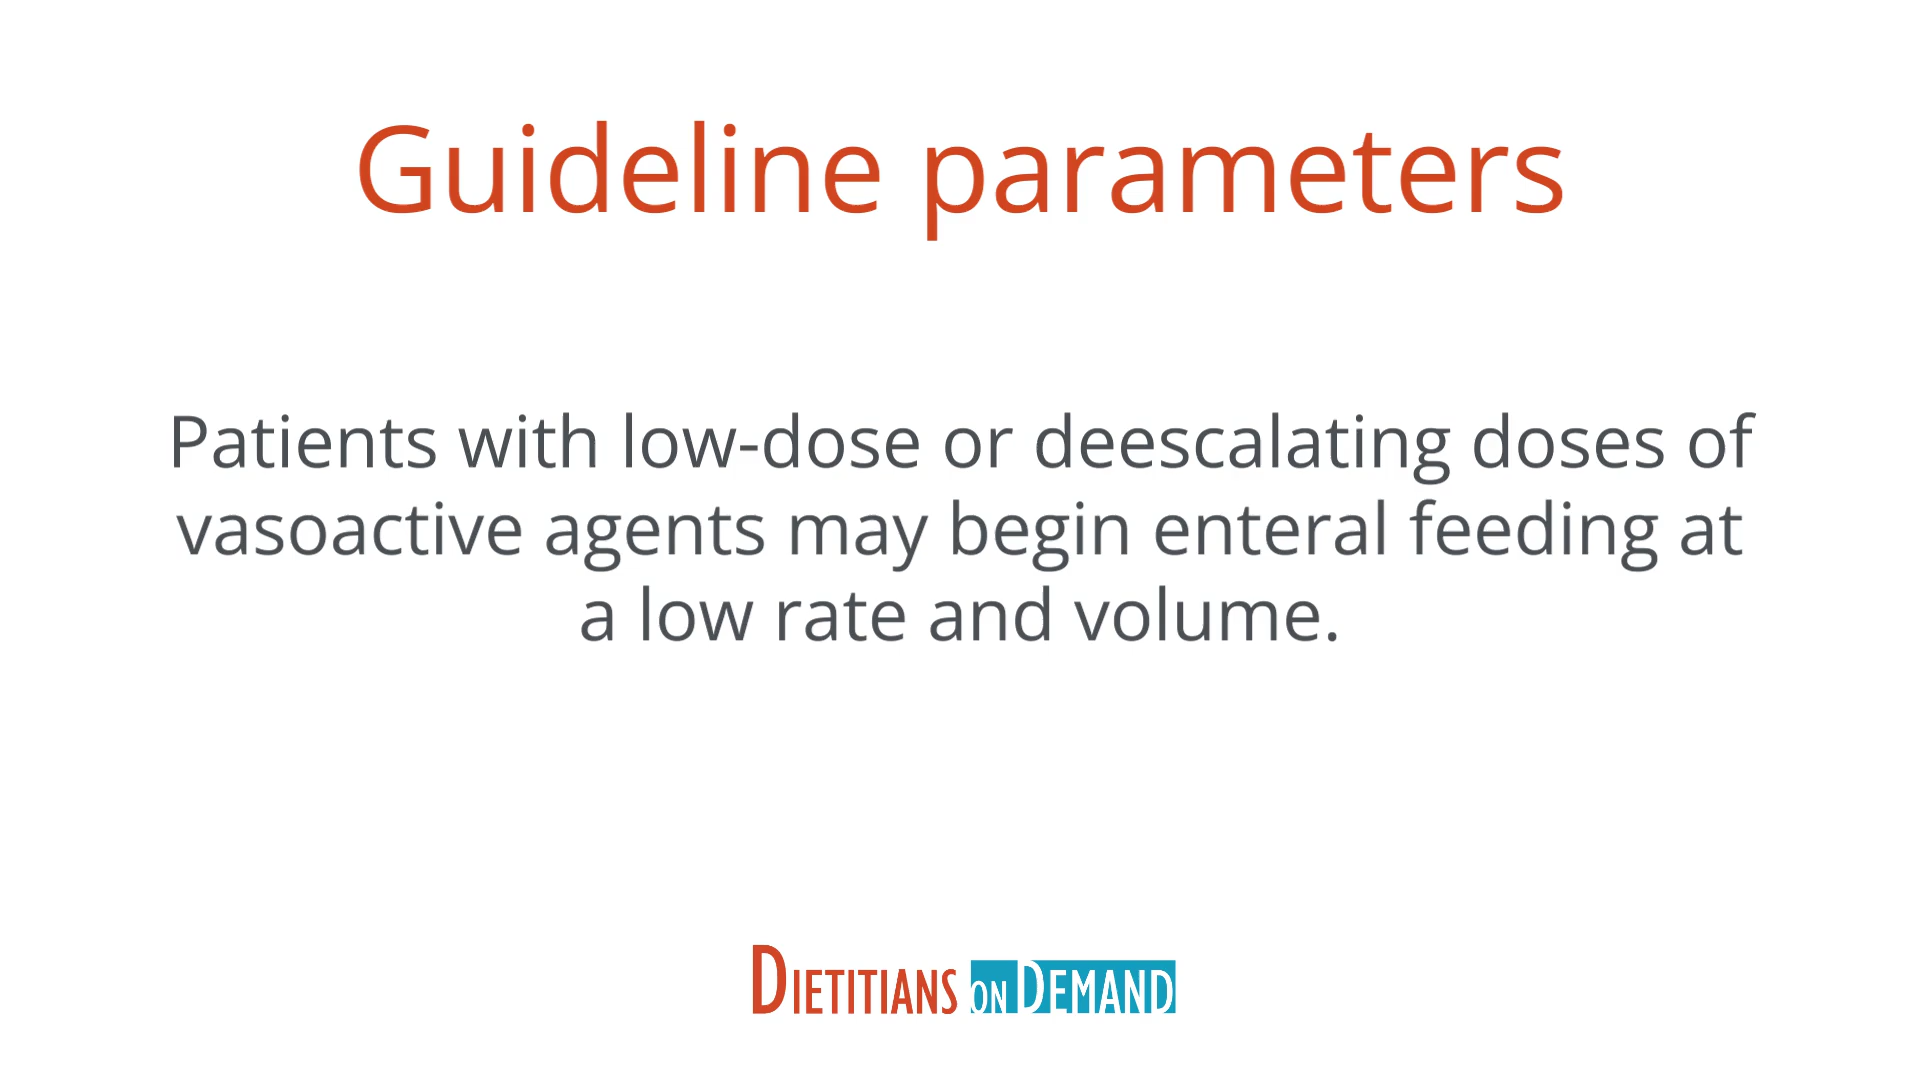 Guideline parameters
Patients with low-dose or deescalating doses of
vasoactive agents may begin enteral feeding at
a low rate and volume.
DIETITIANS ON DEMAND